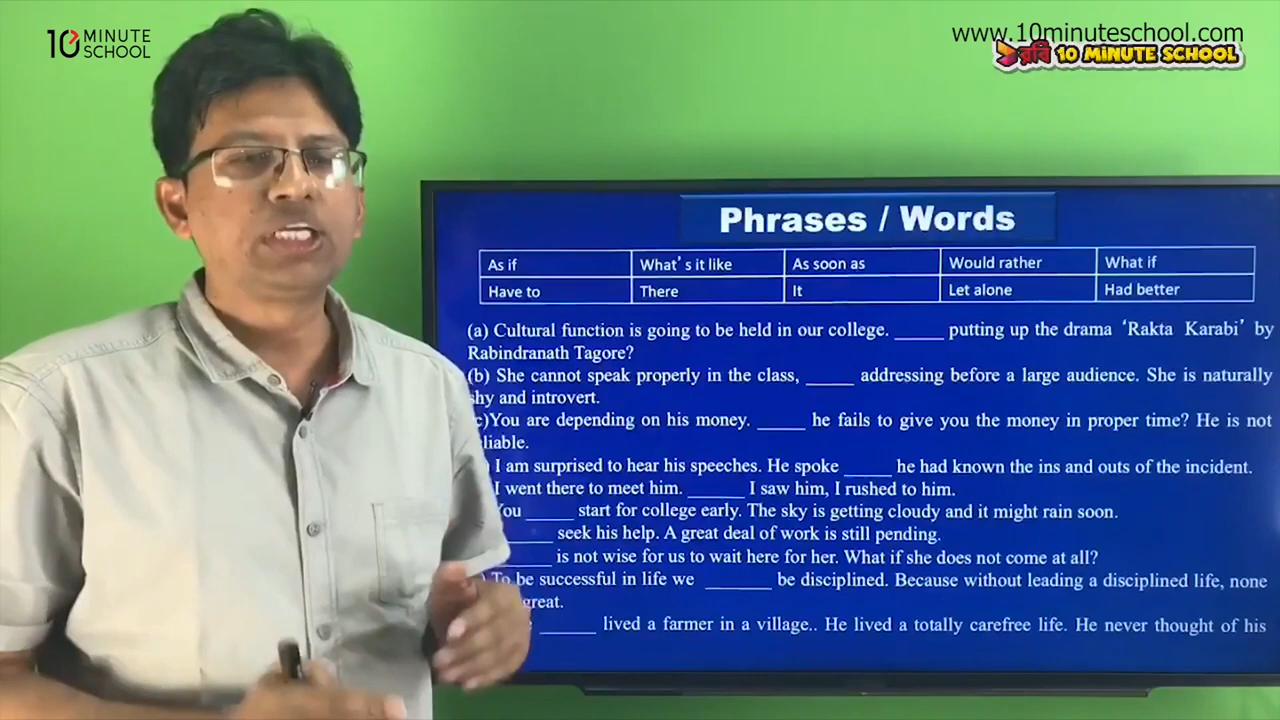 10 MINUTE SCHOOL
www.10minuteschool.com
রবি 10 MiNUTE SCHOOL
Phrases / Words
As if What's it like As soon as Would rather What if
Have to There It Let alone Had better
(a) Cultural function is going to be held in our college. _____ putting up the drama ‘Rakta Karabi’ by
Rabindranath Tagore?
(b) She cannot speak properly in the class, _____ addressing before a large audience. She is naturally
shy and introvert.
c)You are depending on his money. _____ he fails to give you the money in proper time? He is not
liable.
) I am surprised to hear his speeches. He spoke _____ he had known the ins and outs of the incident.
I went there to meet him. ______ I saw him, I rushed to him.
You _____ start for college early. The sky is getting cloudy and it might rain soon.
_____ seek his help. A great deal of work is still pending.
_____ is not wise for us to wait here for her. What if she does not come at all?
) To be successful in life we _______ be disciplined. Because without leading a disciplined life, none
great.
______ lived a farmer in a village.. He lived a totally carefree life. He never thought of his